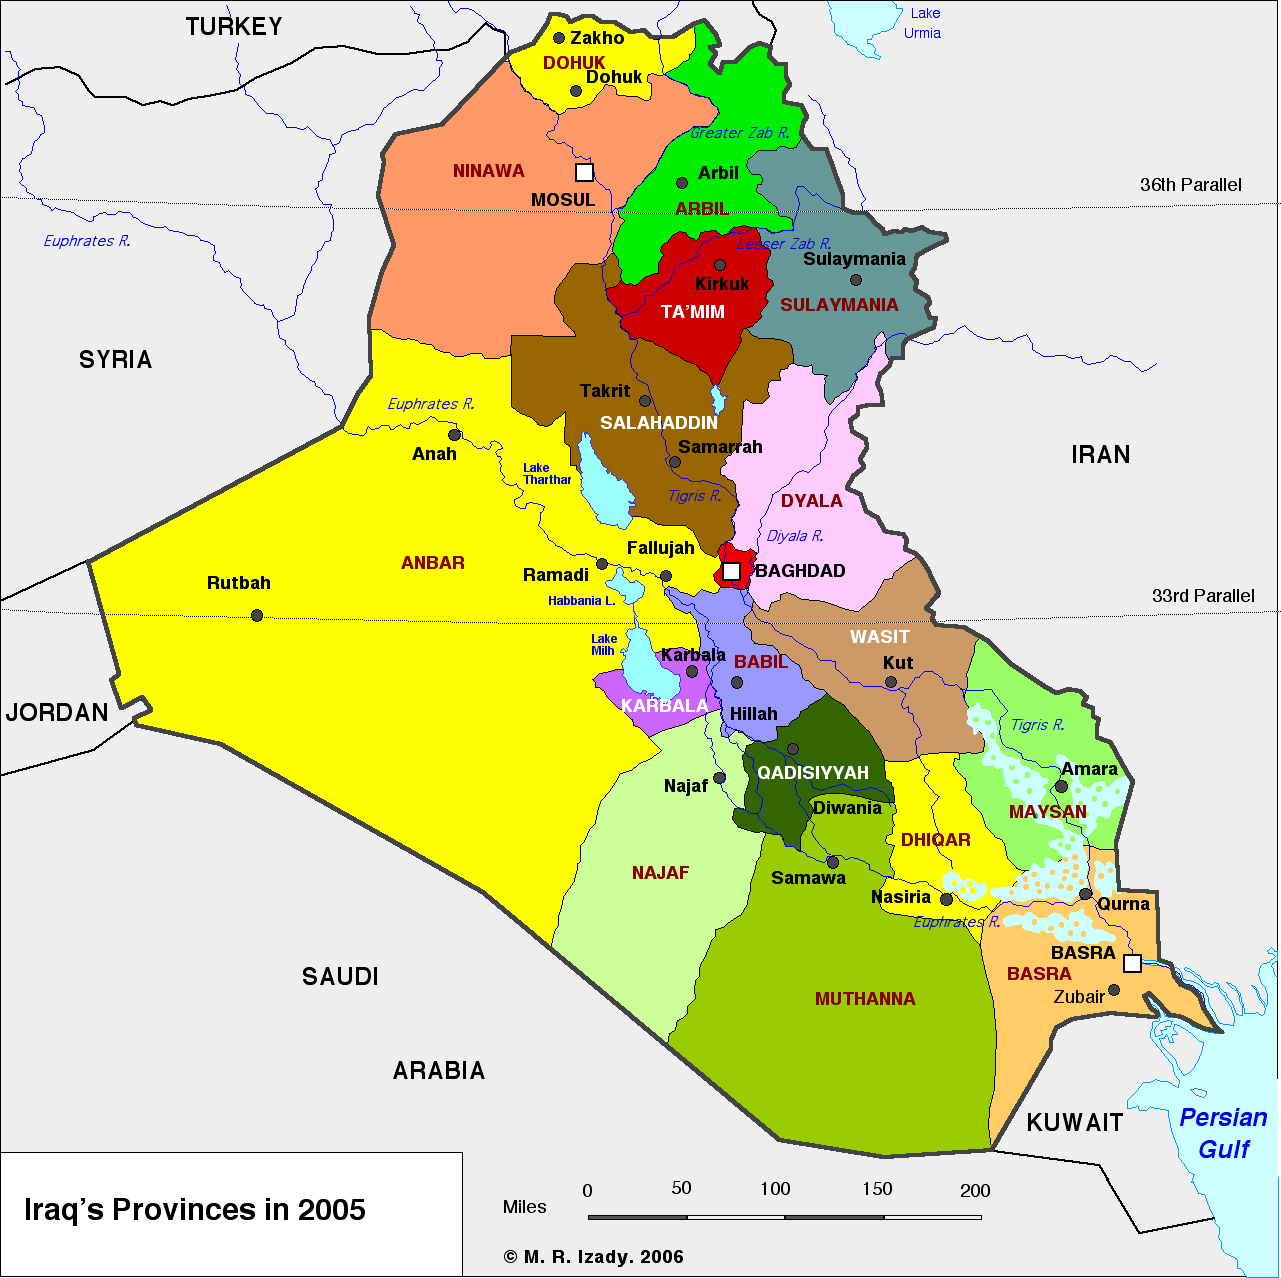 TURKEY
Lake
Urmia
Zakho
DOHUK
Dohuk
Greater Zab R.
NINAWA
Arbil
MOSUL
ARBIL
36th Parallel
Euphrates R.
Lesser Zab R.
Sulaymania
Kirkuk
SULAYMANIA
TA’MIM
SYRIA
Takrit
Euphrates R.
SALAHADDIN
Anah
Samarrah
IRAN
Lake
Tharthar
Tigris R.
DYALA
Diyala R.
Fallujah
ANBAR
BAGHDAD
Ramadi
Rutbah
Habbania L.
33rd Parallel
Lake
Milh
WASIT
Karbala
BABIL
Kut
KARBALA
Hillah
JORDAN
Tigris R.
QADISIYYAH
Amara
Najaf
Diwania
MAYSAN
DHIQAR
NAJAF
Samawa
Nasiria
Qurna
Euphrates R.
BASRA
BASRA
SAUDI
Zubair
MUTHANNA
ARABIA
KUWAIT
Persian
Gulf
Iraq’s Provinces in 2005
Miles
0 50 100 150 200
© M. R. Izady. 2006